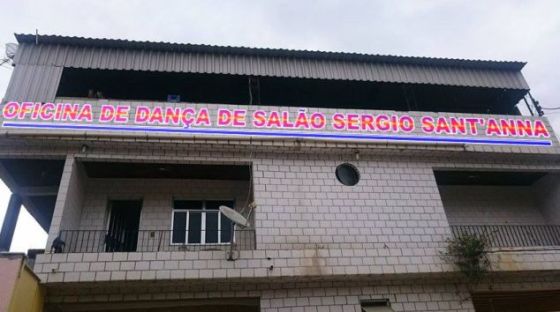 OFICINA DE DANÇA DE SALÃO SERGIO SANT'ANNA